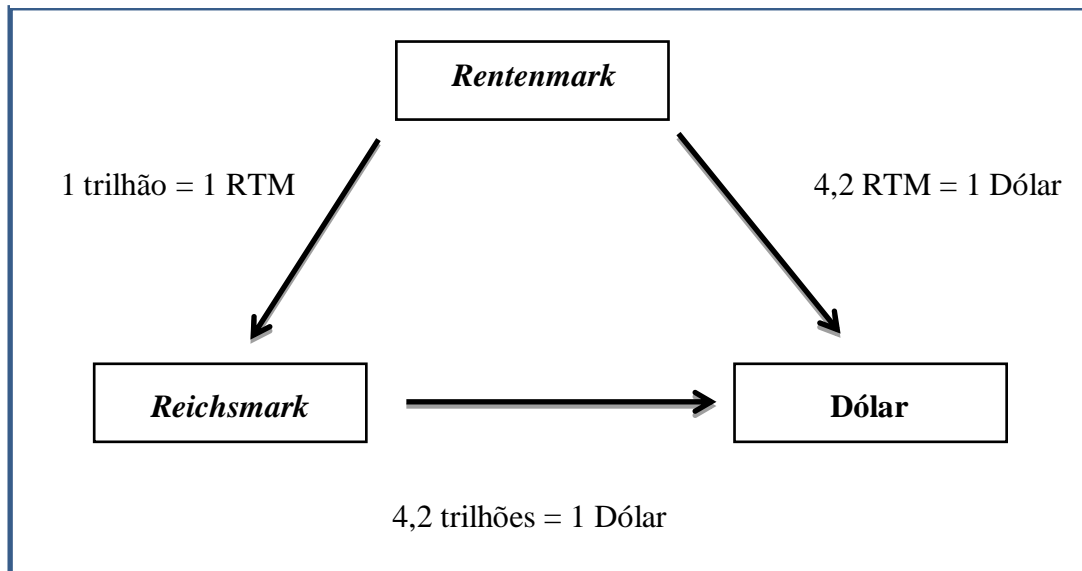 Rentenmark
1 trilhão = 1 RTM
4,2 RTM = 1 Dólar
Reichsmark
Dólar
4,2 trilhões = 1 Dólar